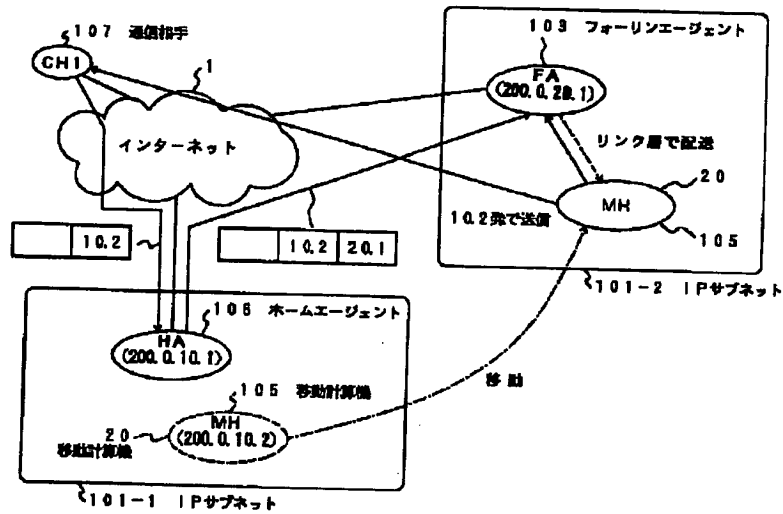 107 通信相手
CH1
1
インターネット
103 フォーリンエージェント
FA
(200.0.20.1)
リンク層で配送
20
MH
10.2発で送信
105
101-2 IPサブネット
10.2
10.2 20.1
106 ホームエージェント
HA
(200.0.10.1)
移動
105 移動計算機
MH
(200.0.10.2)
20
移動計算機
101-1 IPサブネット